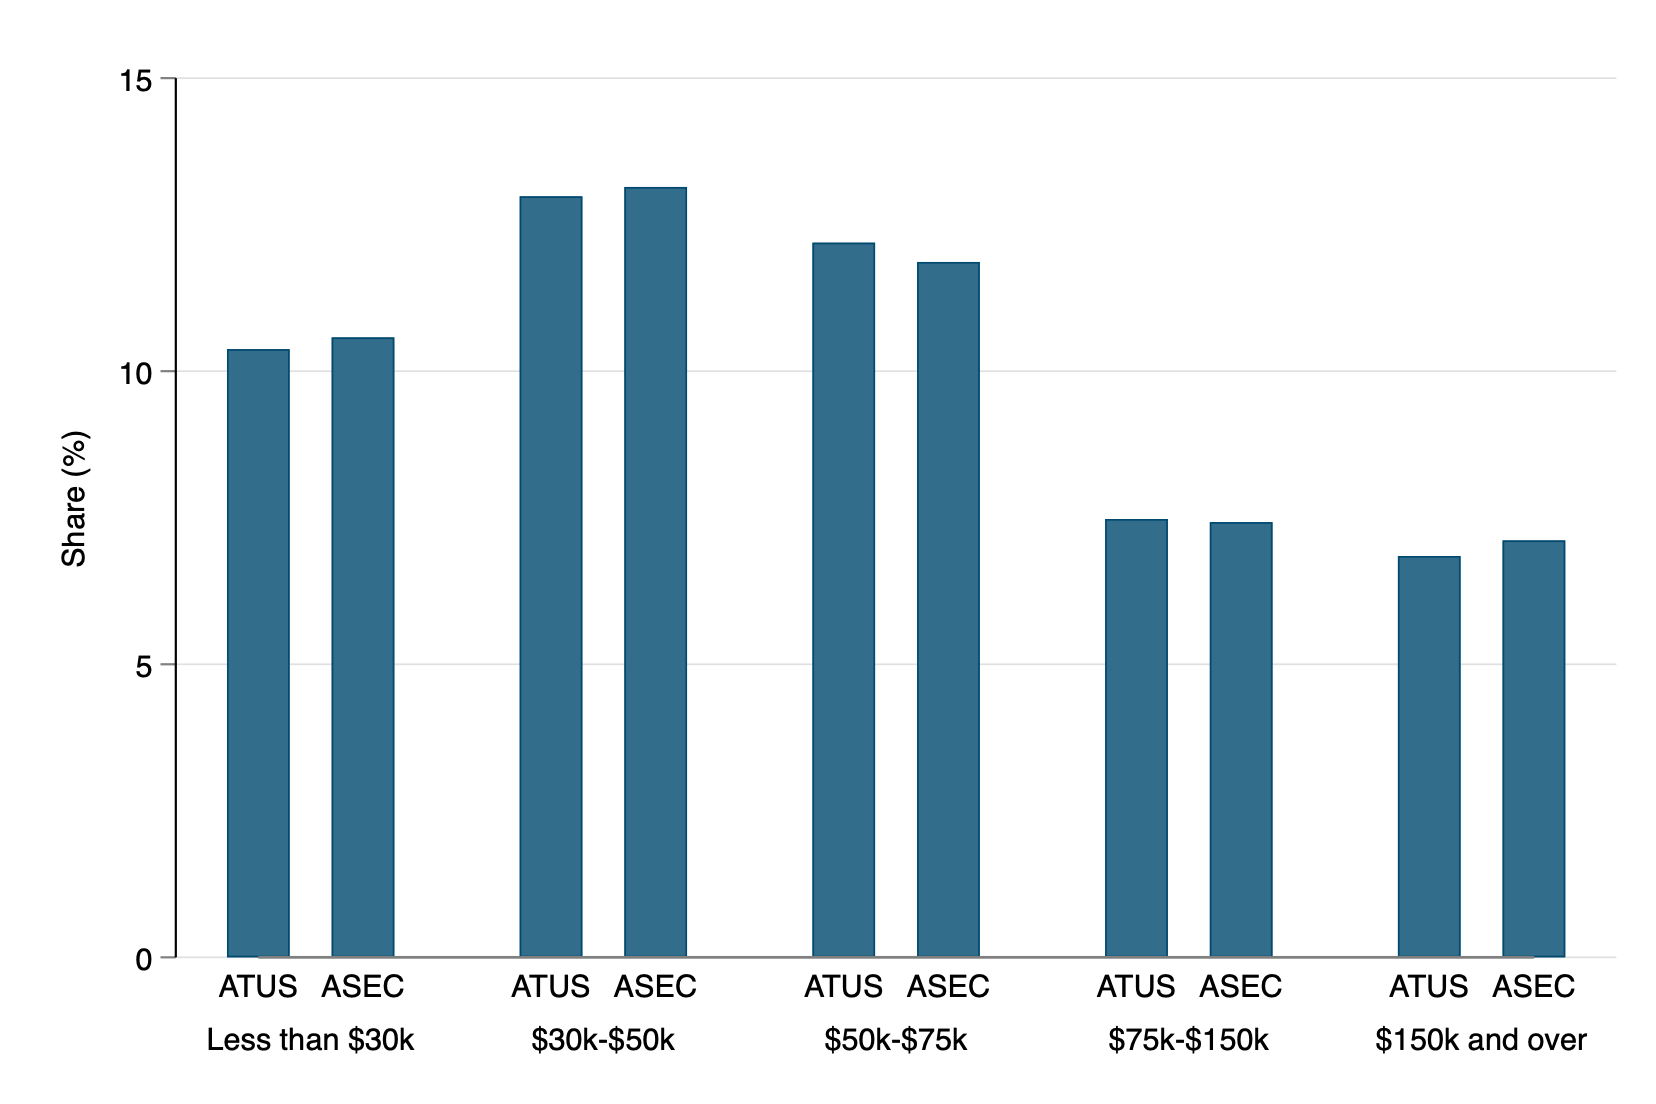 15
10
5
0
Share (%)
ATUS ASEC ATUS ASEC ATUS ASEC ATUS ASEC ATUS ASEC
Less than $30k $30k-$50k $50k-$75k $75k-$150k $150k and over